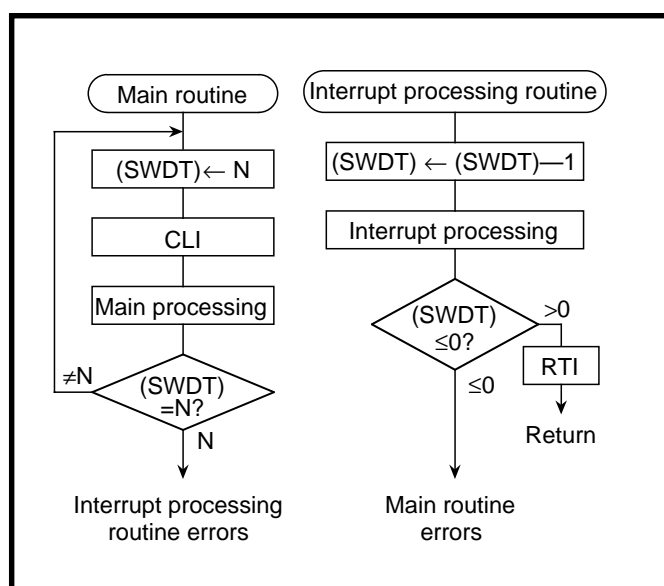 Main routine
(SWDT)← N
CLI
Main processing
≠N
(SWDT)
=N?
N
Interrupt processing
routine errors
Interrupt processing routine
(SWDT) ← (SWDT)—1
Interrupt processing
(SWDT)
≤0?
>0
RTI
Return
≤0
Main routine
errors